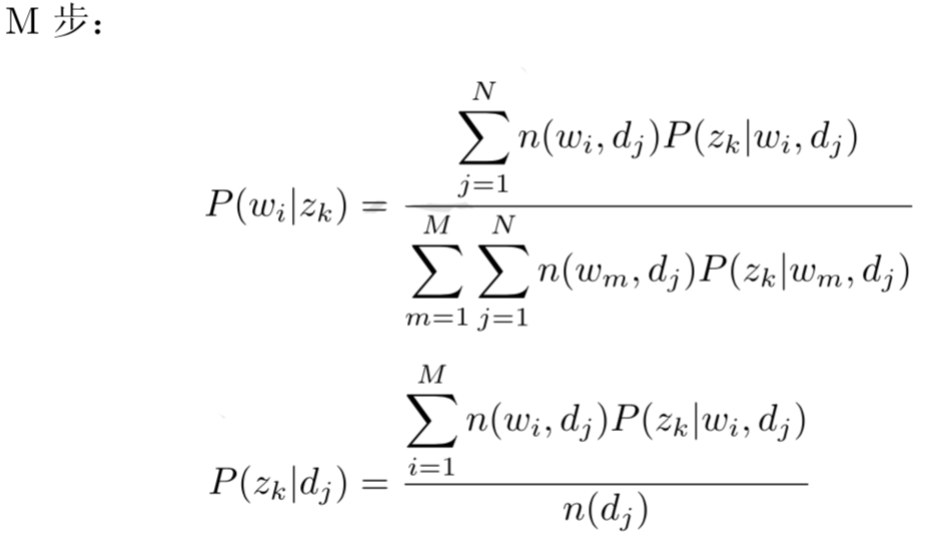 M 步:
P(w_i|z_k) = \frac{\sum_{j=1}^{N} n(w_i, d_j)P(z_k|w_i, d_j)}{\sum_{m=1}^{M} \sum_{j=1}^{N} n(w_m, d_j)P(z_k|w_m, d_j)}
P(z_k|d_j) = \frac{\sum_{i=1}^{M} n(w_i, d_j)P(z_k|w_i, d_j)}{n(d_j)}